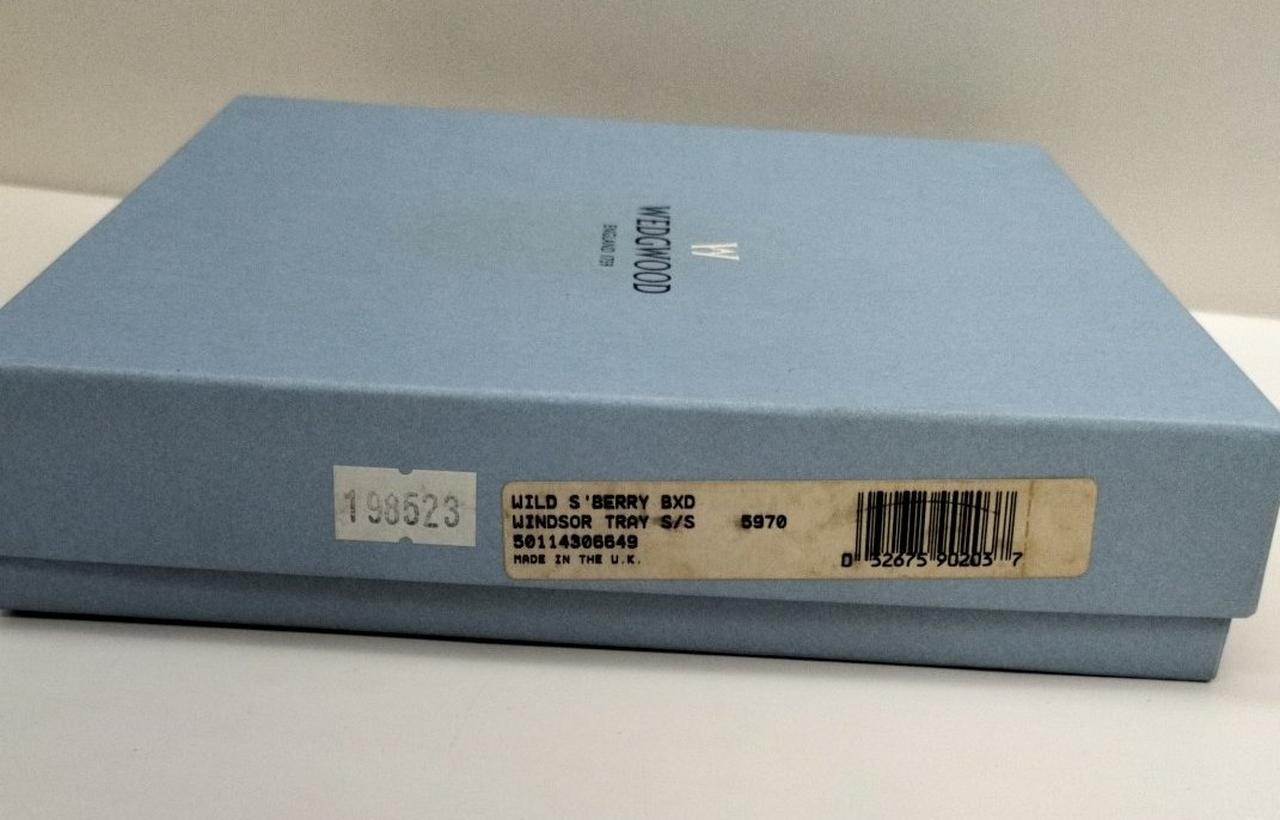 W
WEDGWOOD
ENGLAND 1759
198523
WILD S'BERRY BXD
WINDSOR TRAY S/S 5970
50114306649
MADE IN THE U.K.
0 52675 90203 7